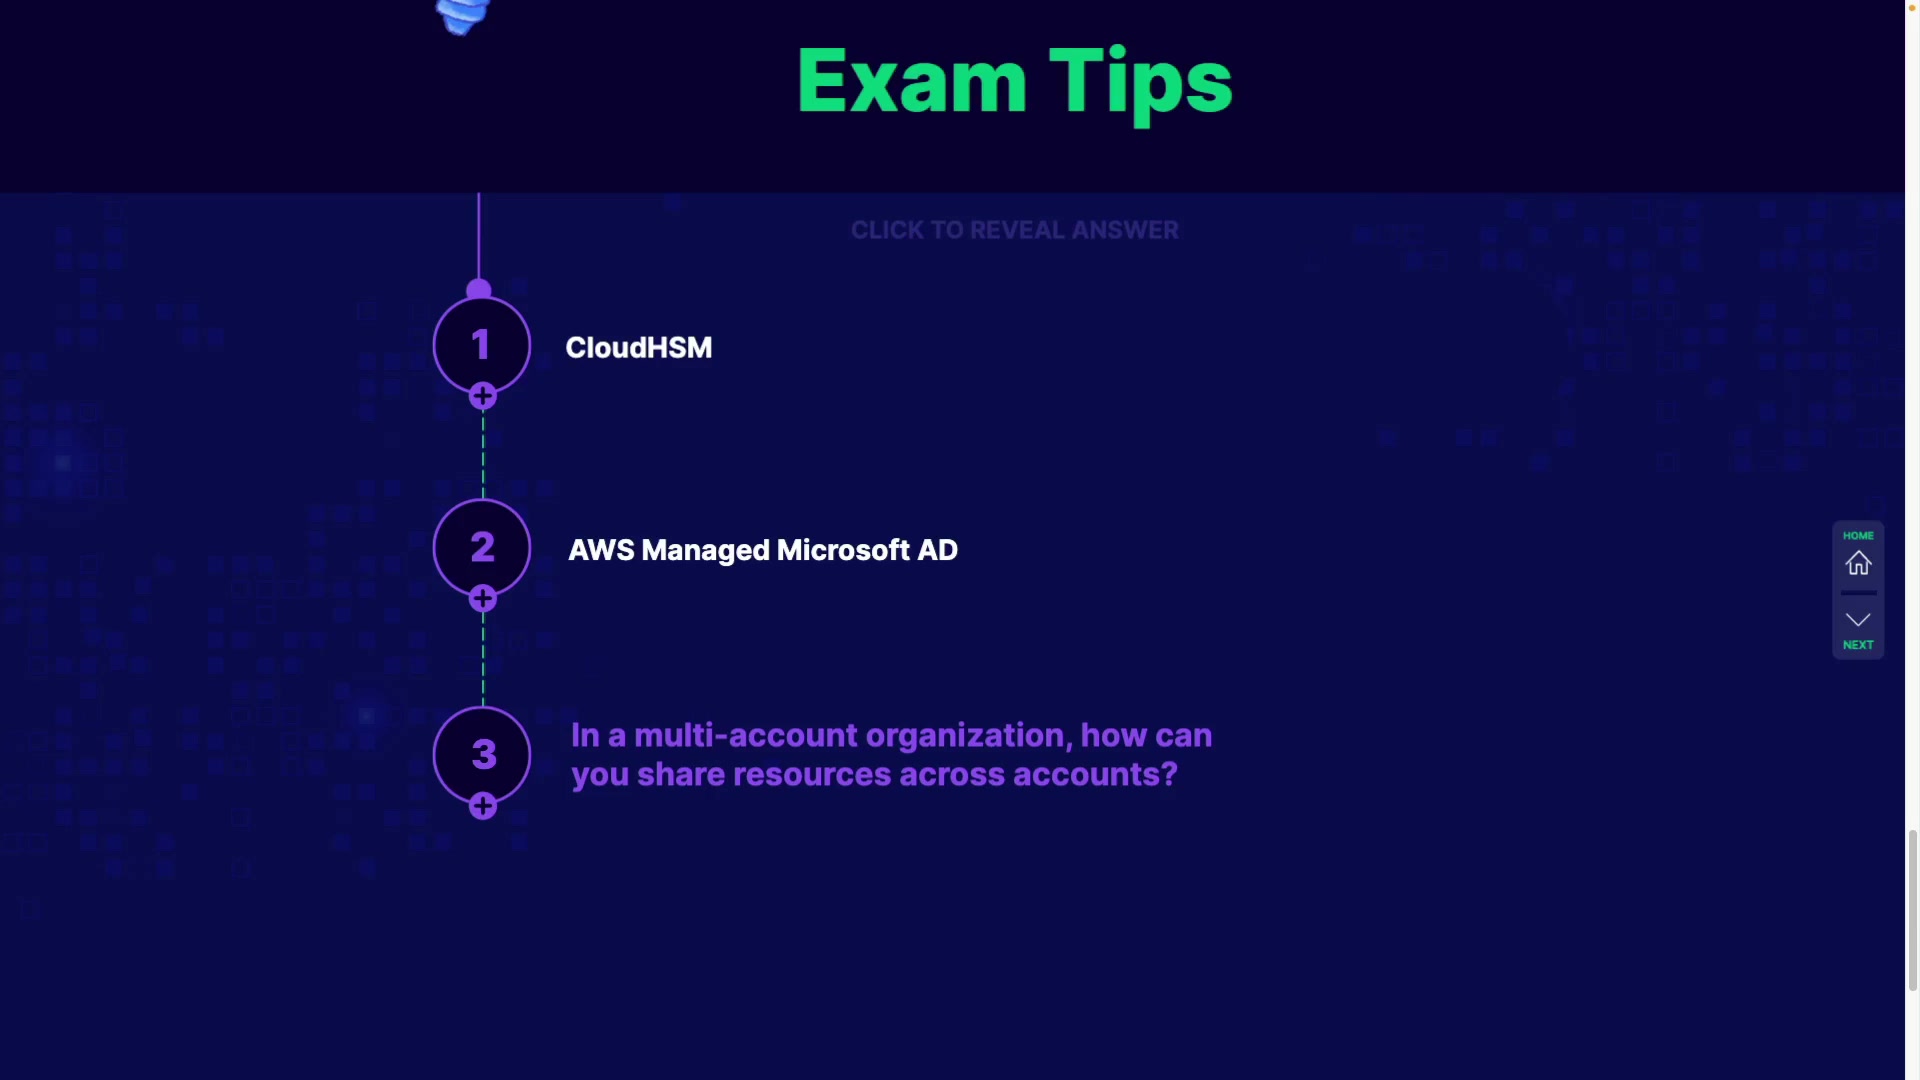 Exam Tips
CLICK TO REVEAL ANSWER
1
CloudHSM
2
AWS Managed Microsoft AD
3
In a multi-account organization, how can
you share resources across accounts?
HOME
NEXT